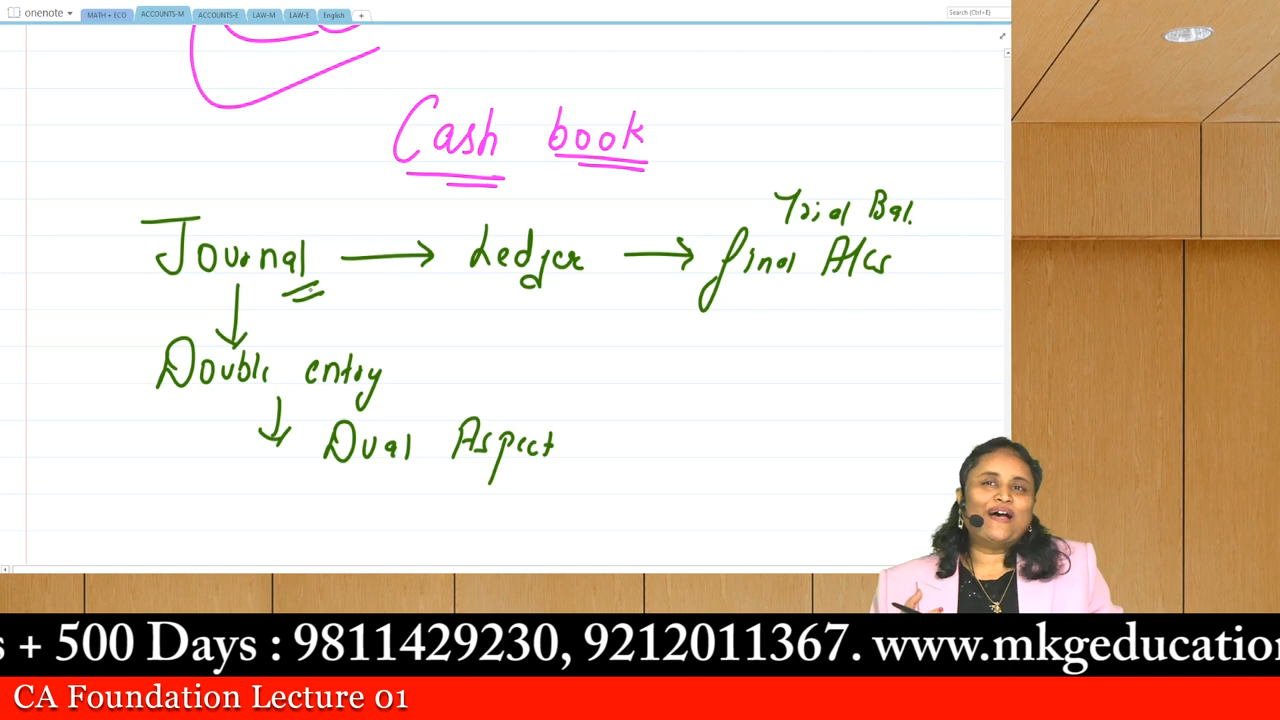 onenote
MATH + ECO ACCOUNTS-M ACCOUNTS-E LAW-M LAW-E English +
Search (Ctrl+E)
Cash book
Trial Bal.
Journal → Ledger → final A/cs
Double entry
Dual Aspect
s + 500 Days : 9811429230, 9212011367. www.mkgeducation
CA Foundation Lecture 01